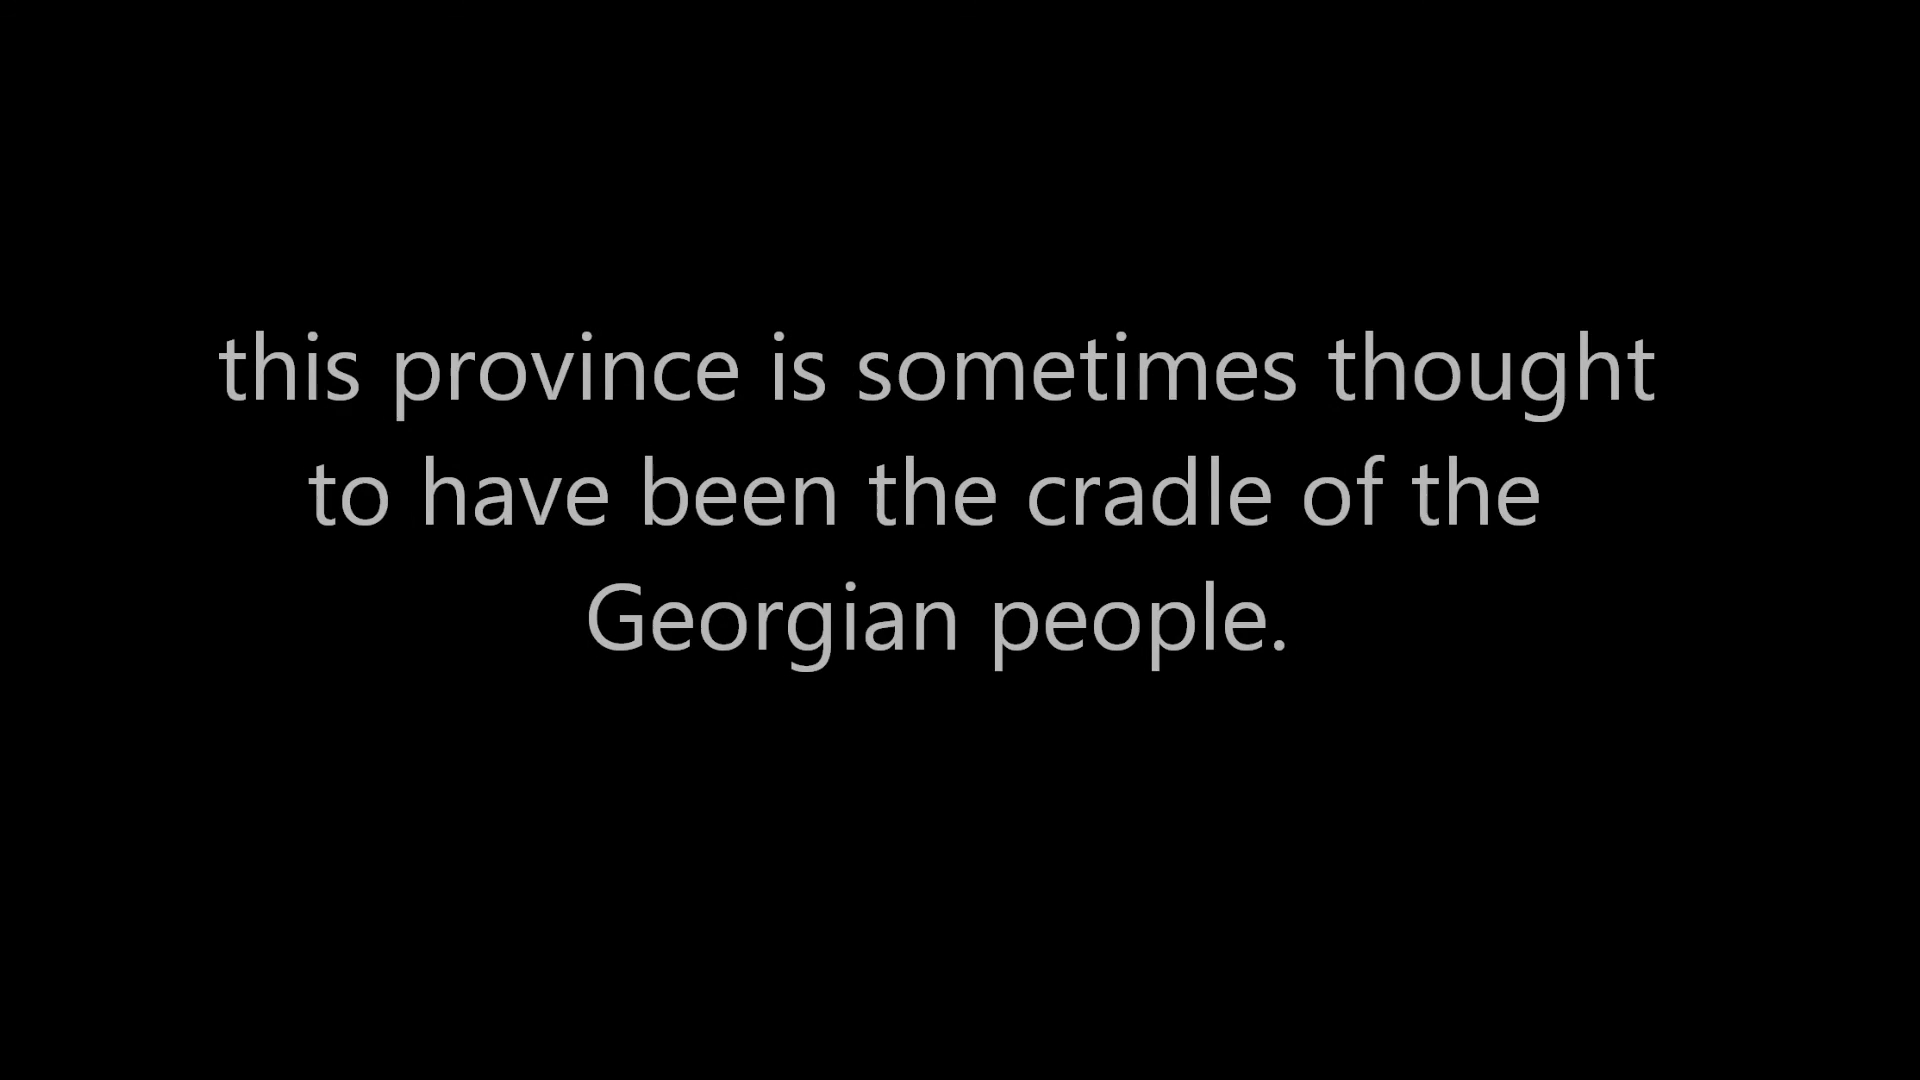 this province is sometimes thought
to have been the cradle of the
Georgian people.